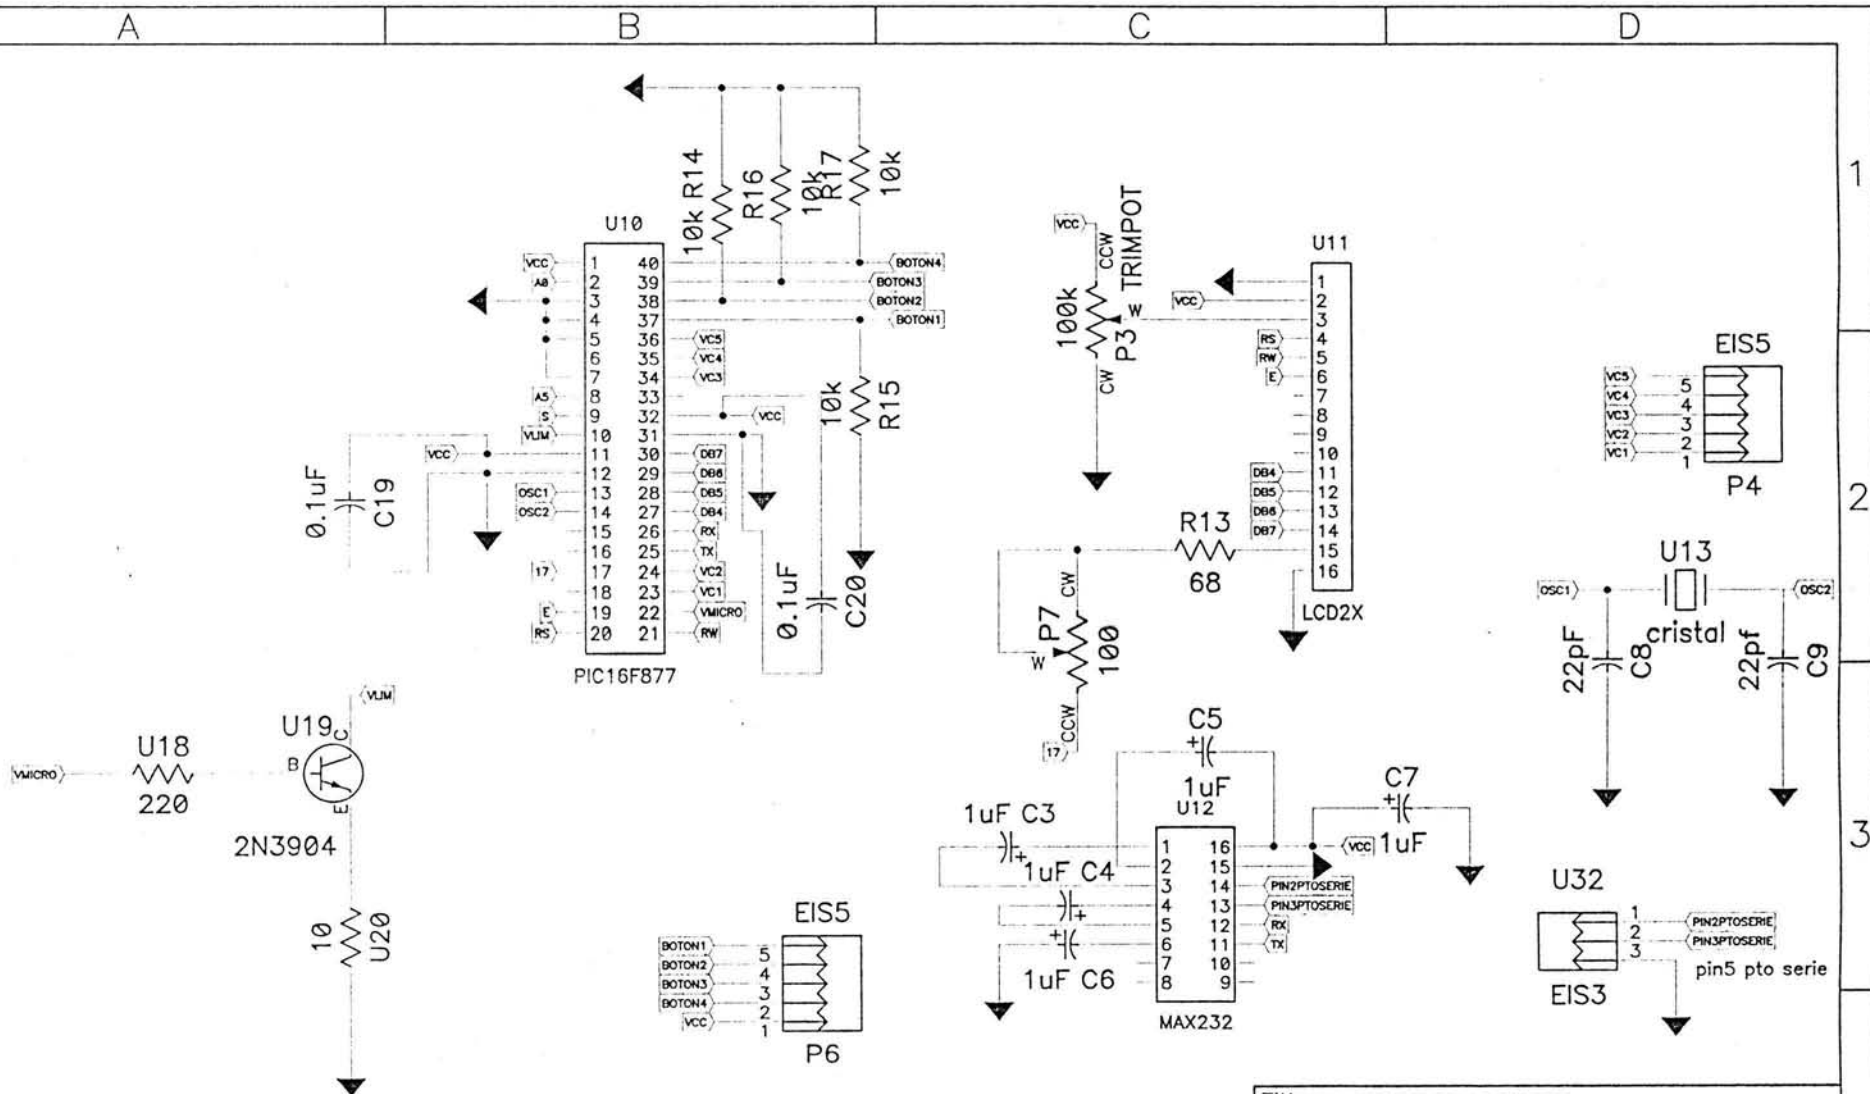 A B C D
1
2
3
10k R14
R16
10k
R17
10k
U10
VCC 1 40 BOTON4
A0 2 39 BOTON3
3 38 BOTON2
4 37 BOTON1
5 36 VC5
6 35 VC4
7 34 VC3
A5 8 33
S 9 32 VCC
VLIM 10 31
VCC 11 30 DB7
12 29 DB6
OSC1 13 28 DB5
OSC2 14 27 DB4
15 26 RX
16 25 TX
17 17 24 VC2
18 23 VC1
E 19 22 VMICRO
RS 20 21 RW
PIC16F877
0.1uF
C19
10k
R15
0.1uF
C20
VCC
CCW
TRIMPOT
100k
W
P3
CW
U11
1
VCC 2
3
RS 4
RW 5
E 6
7
8
9
10
DB4 11
DB5 12
DB6 13
DB7 14
15
16
LCD2X
R13
68
CW
P7
100
W
CCW
17
EIS5
VC5 5
VC4 4
VC3 3
VC2 2
VC1 1
P4
U13
OSC1 OSC2
cristal
22pF
C8
22pf
C9
VLIM
U19
C
B
E
VMICRO
U18
220
2N3904
10
U20
EIS5
BOTON1 5
BOTON2 4
BOTON3 3
BOTON4 2
VCC 1
P6
C5
+
1uF
U12
C7
+
1uF
1uF C3
+
1uF C4
+
+
1uF C6
1 16 VCC
2 15
3 14 PIN2PTOSERIE
4 13 PIN3PTOSERIE
5 12 RX
6 11 TX
7 10
8 9
MAX232
U32
1 PIN2PTOSERIE
2 PIN3PTOSERIE
3
pin5 pto serie
EIS3